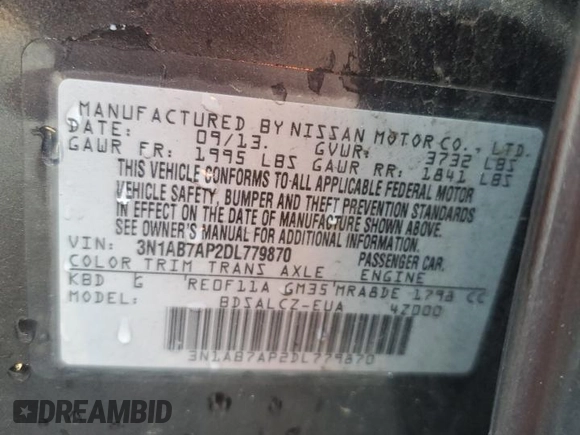 MANUFACTURED BY NISSAN MOTOR CO., LTD.
DATE: 09/13. GVWR: 3732 LBS
GAWR FR: 1995 LBS GAWR RR: 1841 LBS
THIS VEHICLE CONFORMS TO ALL APPLICABLE FEDERAL MOTOR
VEHICLE SAFETY, BUMPER AND THEFT PREVENTION STANDARDS
IN EFFECT ON THE DATE OF MANUFACTURE SHOWN ABOVE.
SEE OWNER'S MANUAL FOR ADDITIONAL INFORMATION.
VIN: 3N1AB7AP2DL779870 PASSENGER CAR.
COLOR TRIM TRANS AXLE ENGINE
KBD G RE0F11A GM35 MRA8DE 1798 CC
MODEL: BDSALCZ-EUA 4Z000
3N1AB7AP2DL779870
DREAMBID